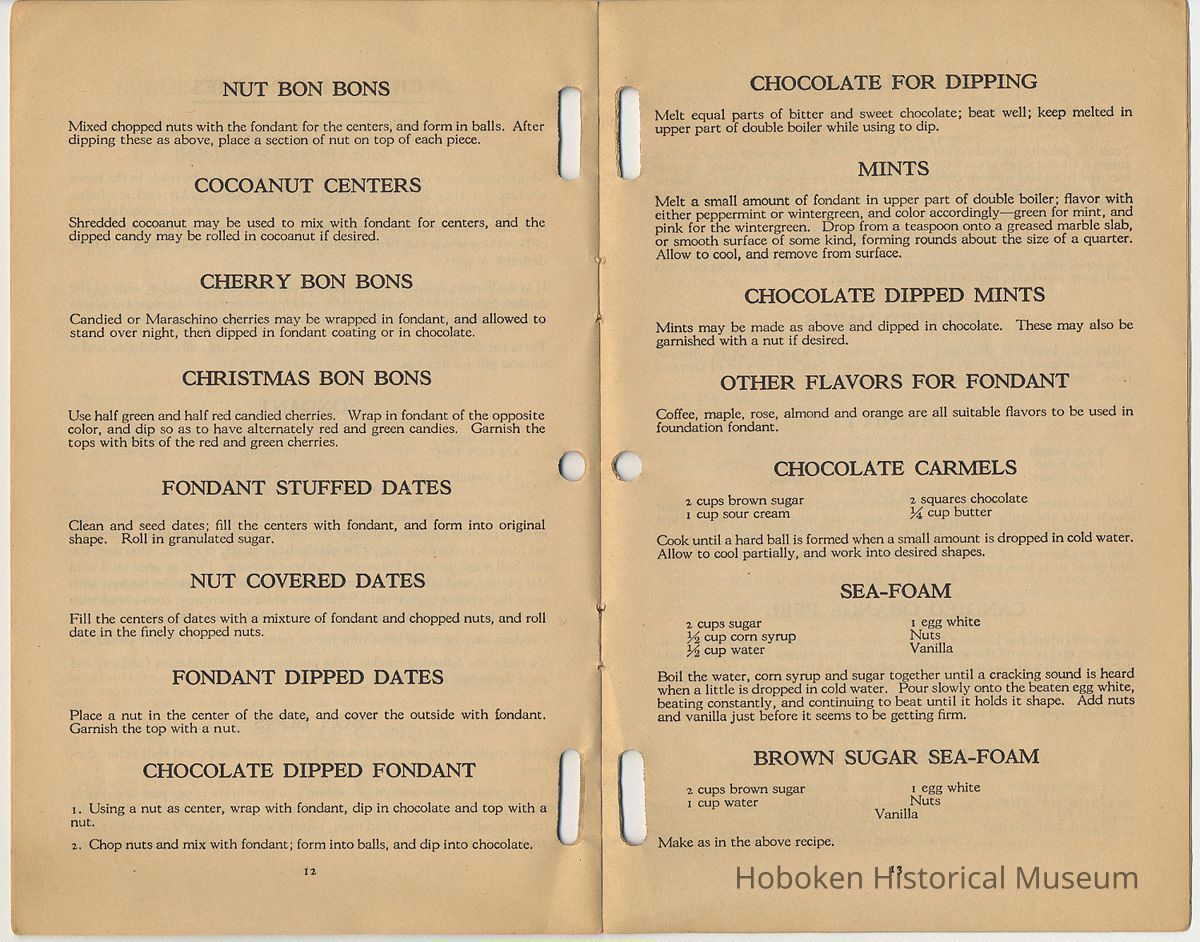 NUT BON BONS
Mixed chopped nuts with the fondant for the centers, and form in balls. After
dipping these as above, place a section of nut on top of each piece.
COCOANUT CENTERS
Shredded cocoanut may be used to mix with fondant for centers, and the
dipped candy may be rolled in cocoanut if desired.
CHERRY BON BONS
Candied or Maraschino cherries may be wrapped in fondant, and allowed to
stand over night, then dipped in fondant coating or in chocolate.
CHRISTMAS BON BONS
Use half green and half red candied cherries. Wrap in fondant of the opposite
color, and dip so as to have alternately red and green candies. Garnish the
tops with bits of the red and green cherries.
FONDANT STUFFED DATES
Clean and seed dates; fill the centers with fondant, and form into original
shape. Roll in granulated sugar.
NUT COVERED DATES
Fill the centers of dates with a mixture of fondant and chopped nuts, and roll
date in the finely chopped nuts.
FONDANT DIPPED DATES
Place a nut in the center of the date, and cover the outside with fondant.
Garnish the top with a nut.
CHOCOLATE DIPPED FONDANT
1. Using a nut as center, wrap with fondant, dip in chocolate and top with a
nut.
2. Chop nuts and mix with fondant; form into balls, and dip into chocolate.
12
CHOCOLATE FOR DIPPING
Melt equal parts of bitter and sweet chocolate; beat well; keep melted in
upper part of double boiler while using to dip.
MINTS
Melt a small amount of fondant in upper part of double boiler; flavor with
either peppermint or wintergreen, and color accordingly—green for mint, and
pink for the wintergreen. Drop from a teaspoon onto a greased marble slab,
or smooth surface of some kind, forming rounds about the size of a quarter.
Allow to cool, and remove from surface.
CHOCOLATE DIPPED MINTS
Mints may be made as above and dipped in chocolate. These may also be
garnished with a nut if desired.
OTHER FLAVORS FOR FONDANT
Coffee, maple, rose, almond and orange are all suitable flavors to be used in
foundation fondant.
CHOCOLATE CARMELS
2 cups brown sugar 2 squares chocolate
1 cup sour cream ¼ cup butter
Cook until a hard ball is formed when a small amount is dropped in cold water.
Allow to cool partially, and work into desired shapes.
SEA-FOAM
2 cups sugar 1 egg white
½ cup corn syrup Nuts
½ cup water Vanilla
Boil the water, corn syrup and sugar together until a cracking sound is heard
when a little is dropped in cold water. Pour slowly onto the beaten egg white,
beating constantly, and continuing to beat until it holds it shape. Add nuts
and vanilla just before it seems to be getting firm.
BROWN SUGAR SEA-FOAM
2 cups brown sugar 1 egg white
1 cup water Nuts
Vanilla
Make as in the above recipe.
13
Hoboken Historical Museum